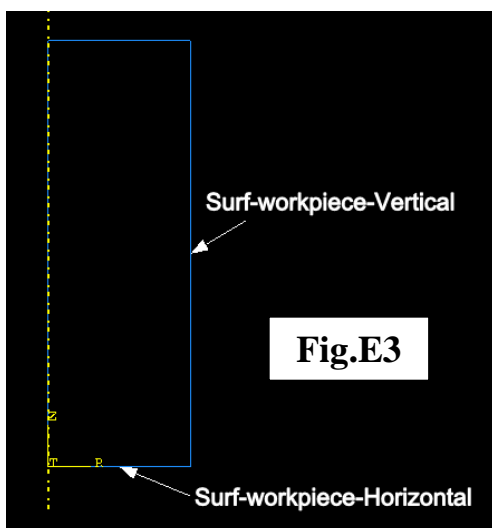 Surf-workpiece-Vertical
Fig.E3
Z
T R
Surf-workpiece-Horizontal